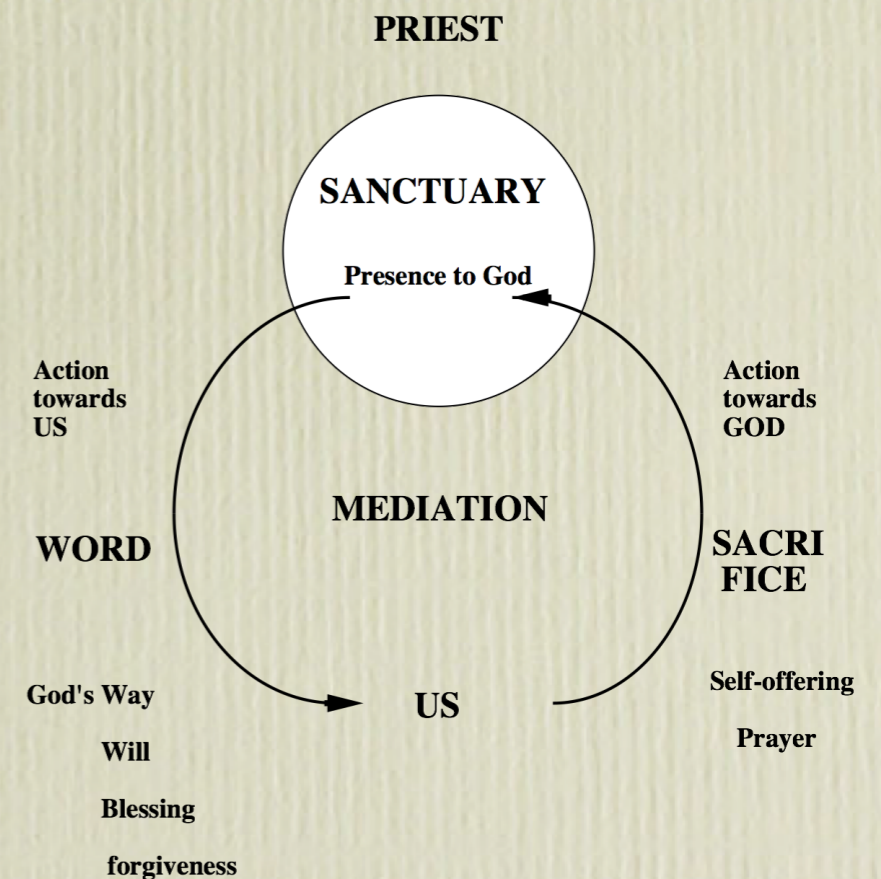 PRIEST
SANCTUARY
Presence to God
Action
towards
US
Action
towards
GOD
MEDIATION
WORD
SACRI
FICE
God's Way
Will
Blessing
forgiveness
US
Self-offering
Prayer